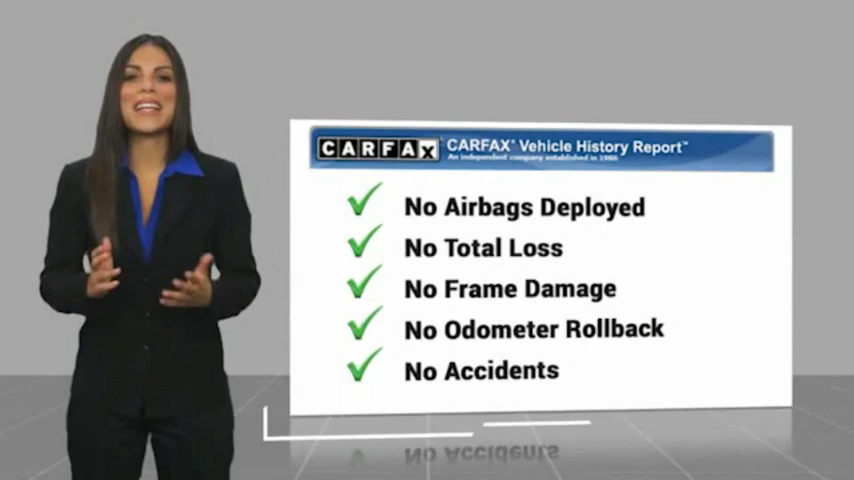 CARFAX CARFAX® Vehicle History Report™
An independent company established in 1986
No Airbags Deployed
No Total Loss
No Frame Damage
No Odometer Rollback
No Accidents
No Accidents